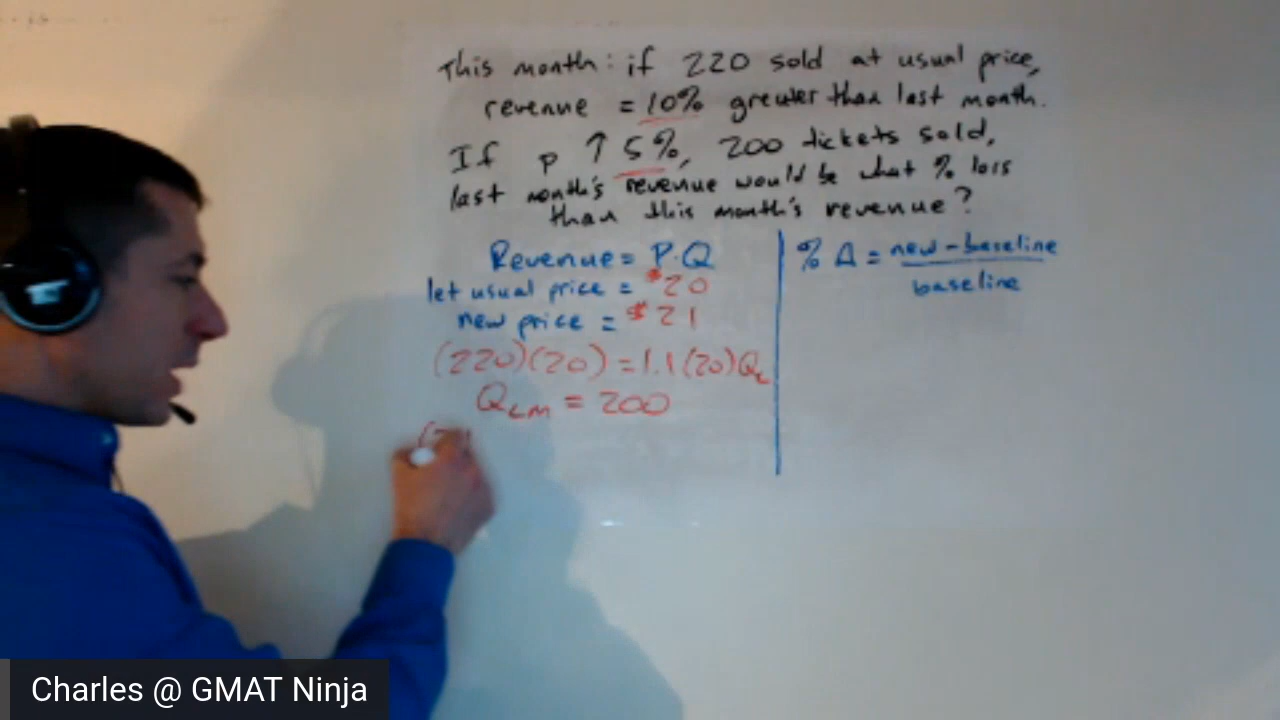 This month: if 220 sold at usual price,
revenue = 10% greater than last month.
If p ↑ 5%, 200 tickets sold,
last month's revenue would be what % less
than this month's revenue?
Revenue = P.Q
let usual price = $20
new price = $21
(220)(20) = 1.1(20)QL
QLM = 200
% Δ = new - baseline
baseline
Charles @ GMAT Ninja